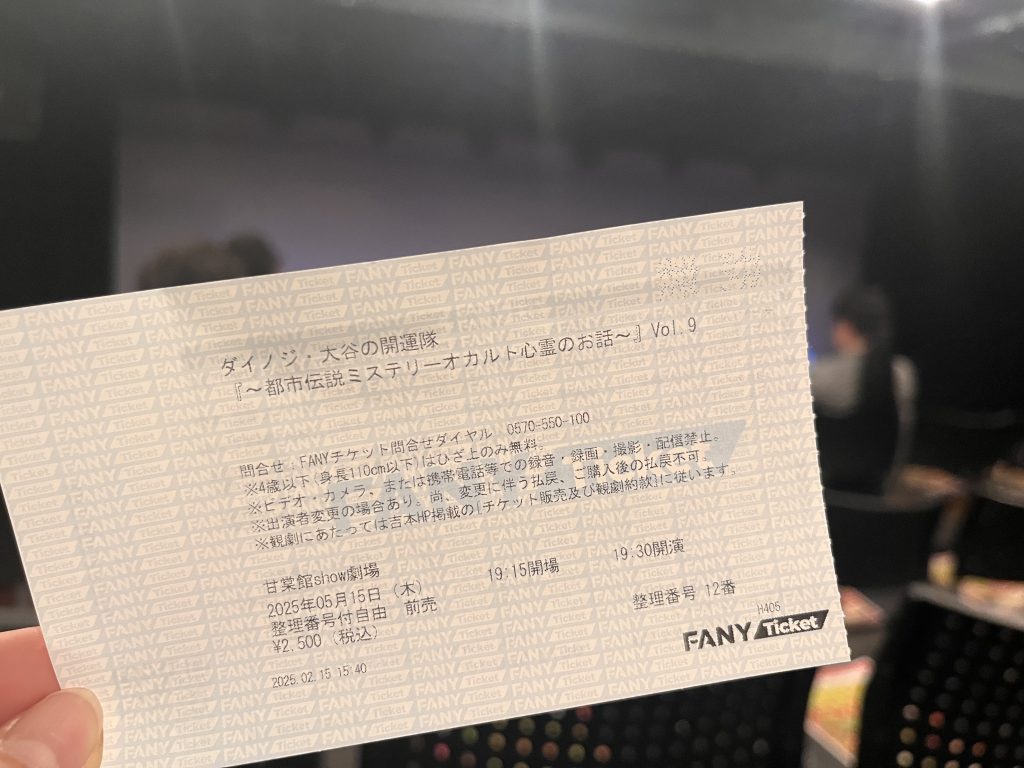 ダイノジ・大谷の開運隊
『～都市伝説ミステリーオカルト心霊のお話～』Vol.9
問合せ：FANYチケット問合せダイヤル 0570-550-100
※4歳以下(身長110cm以下)はひざ上のみ無料。
※ビデオ・カメラ、または携帯電話等での録音・録画・撮影・配信禁止。
※出演者変更の場合あり。尚、変更に伴う払戻、ご購入後の払戻不可。
※観劇にあたっては吉本HP掲載の[チケット販売及び観劇約款]に従います。
甘棠館show劇場
2025年05月15日（木） 19:15開場 19:30開演
整理番号付自由 前売 整理番号 12番
¥2,500（税込）
H406
2025.02.15 15:40
FANY Ticket